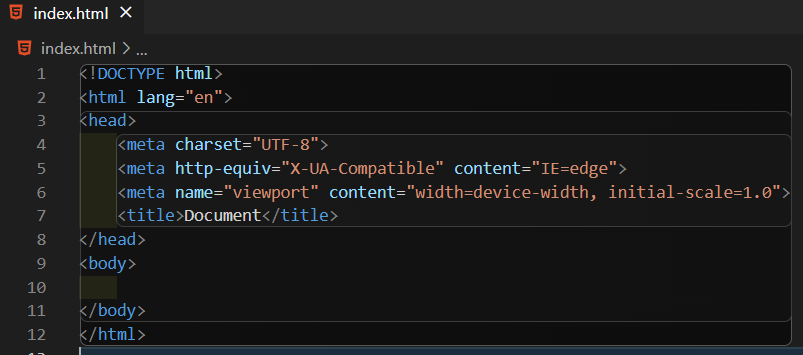 index.html ×
index.html > ...
1 <!DOCTYPE html>
2 <html lang="en">
3 <head>
4     <meta charset="UTF-8">
5     <meta http-equiv="X-UA-Compatible" content="IE=edge">
6     <meta name="viewport" content="width=device-width, initial-scale=1.0">
7     <title>Document</title>
8 </head>
9 <body>
10
11 </body>
12 </html>